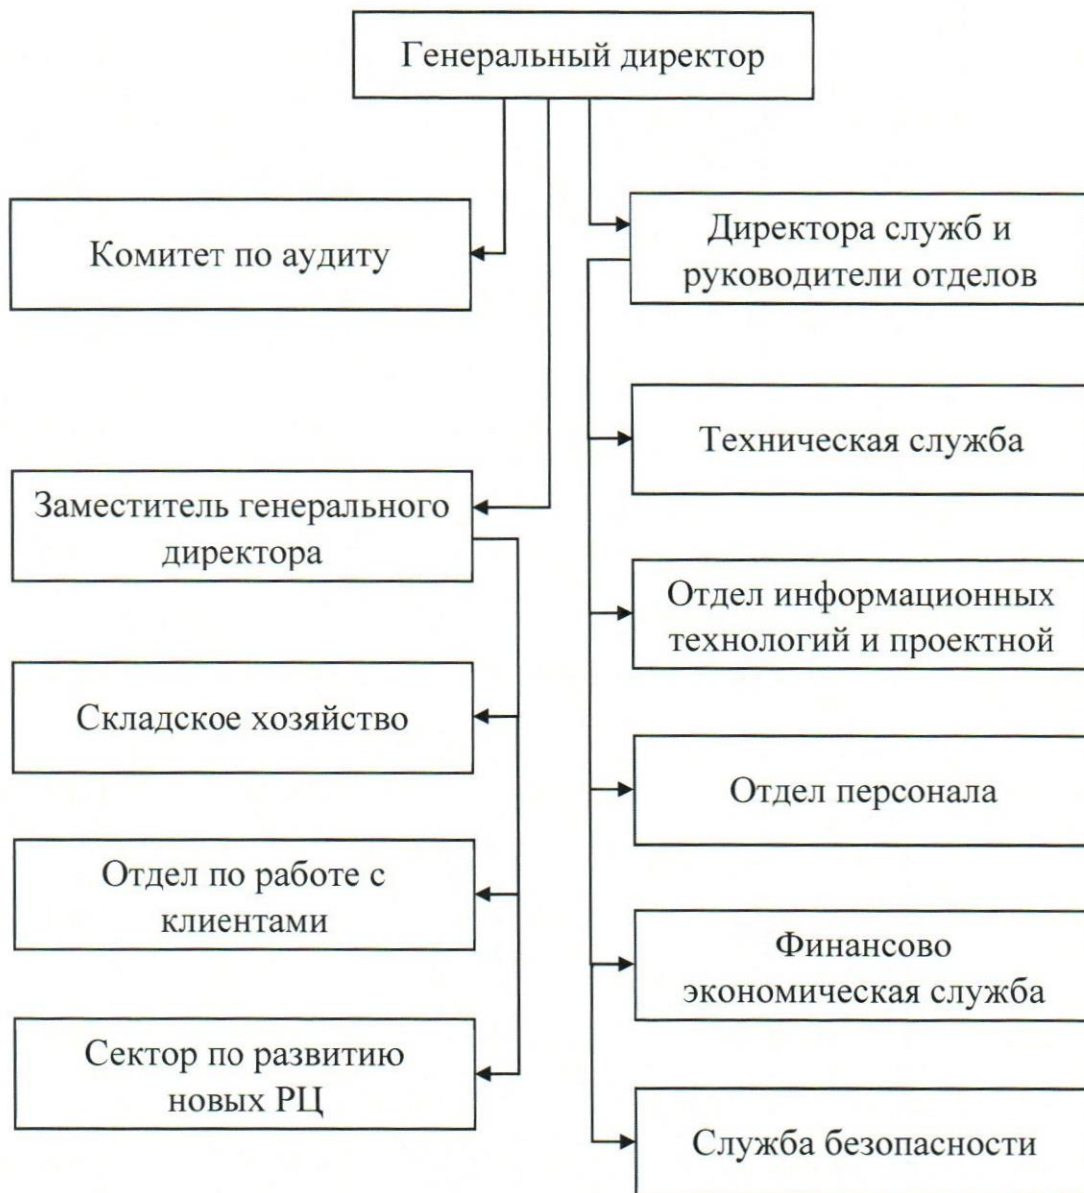 Генеральный директор
Комитет по аудиту
Директора служб и
руководители отделов
Техническая служба
Заместитель генерального
директора
Отдел информационных
технологий и проектной
Складское хозяйство
Отдел персонала
Отдел по работе с
клиентами
Финансово
экономическая служба
Сектор по развитию
новых РЦ
Служба безопасности